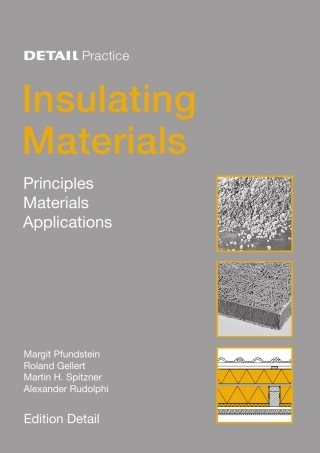 DETAIL Practice
Insulating
Materials
Principles
Materials
Applications
Margit Pfundstein
Roland Gellert
Martin H. Spitzner
Alexander Rudolphi
Edition Detail